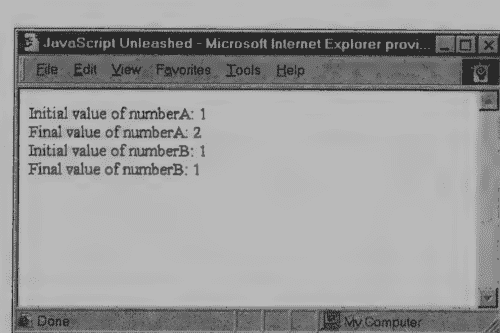 JavaScript Unleashed - Microsoft Internet Explorer provi...
File Edit View Favorites Tools Help
Initial value of numberA: 1
Final value of numberA: 2
Initial value of numberB: 1
Final value of numberB: 1
Done
My Computer